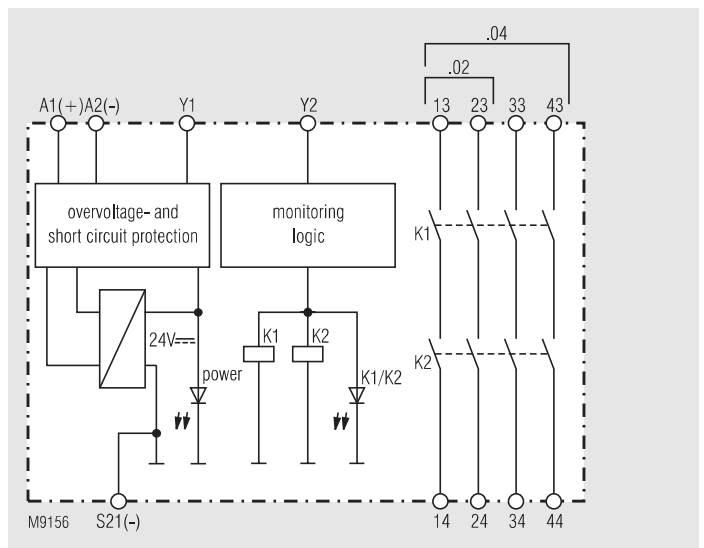 .04
.02
A1(+) A2(-) Y1 Y2 13 23 33 43
overvoltage- and
short circuit protection
monitoring
logic
K1
24V
K1 K2
K2
power
K1/K2
M9156 S21(-) 14 24 34 44